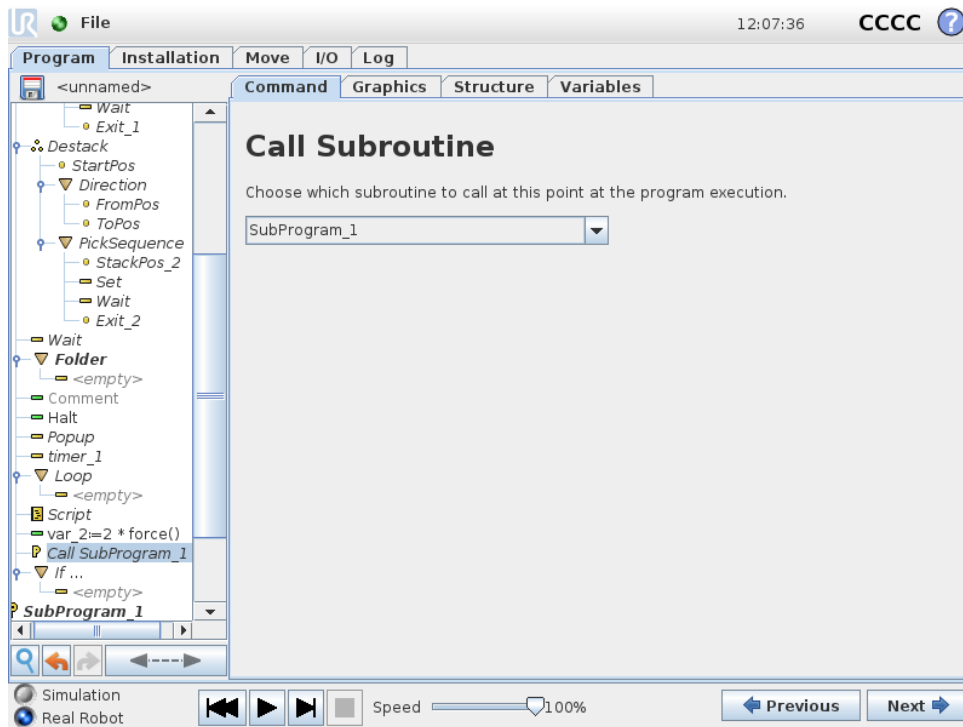 UR File 12:07:36 CCCC ?
Program Installation Move I/O Log
<unnamed> Command Graphics Structure Variables
Wait
Exit_1
Destack
StartPos
Direction
FromPos
ToPos
PickSequence
StackPos_2
Set
Wait
Exit_2
Wait
Folder
<empty>
Comment
Halt
Popup
timer_1
Loop
<empty>
Script
var_2:=2 * force()
P Call SubProgram_1
If ...
<empty>
P SubProgram_1
Call Subroutine
Choose which subroutine to call at this point at the program execution.
SubProgram_1
Simulation
Real Robot
Speed 100%
Previous Next